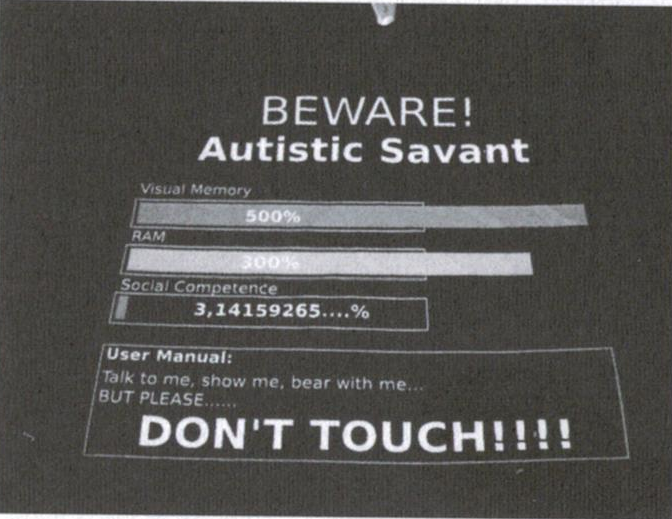 BEWARE!
Autistic Savant
Visual Memory
500%
RAM
300%
Social Competence
3,14159265....%
User Manual:
Talk to me, show me, bear with me...
BUT PLEASE......
DON'T TOUCH!!!!